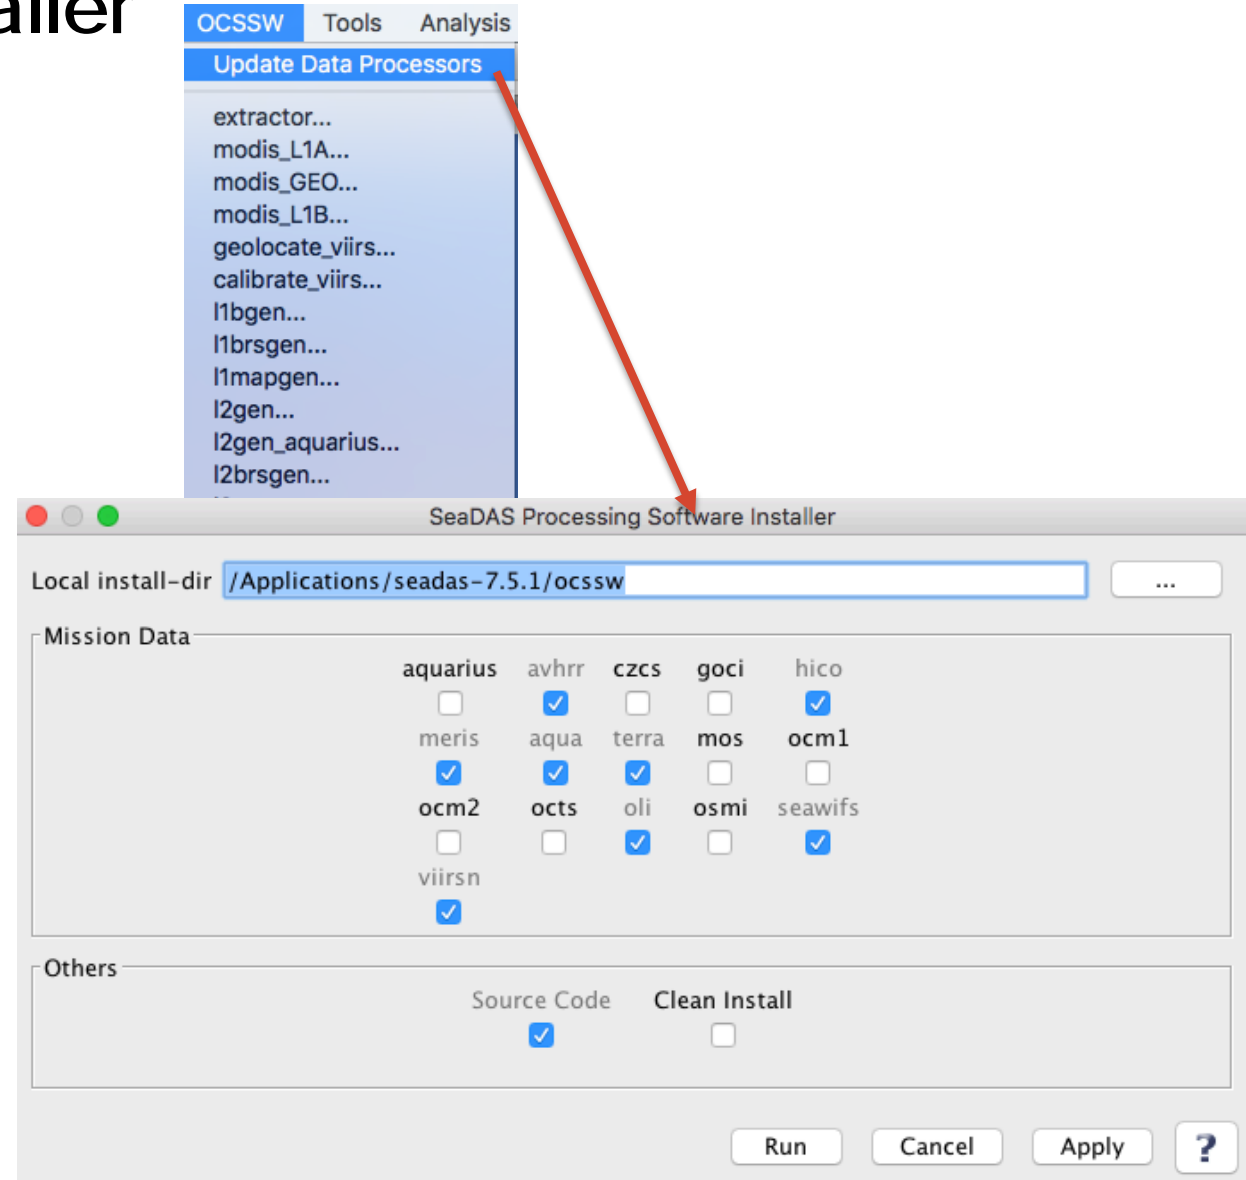 OCSSW Tools Analysis
Update Data Processors
extractor...
modis_L1A...
modis_GEO...
modis_L1B...
geolocate_viirs...
calibrate_viirs...
l1bgen...
l1brsgen...
l1mapgen...
l2gen...
l2gen_aquarius...
l2brsgen...
SeaDAS Processing Software Installer
Local install-dir /Applications/seadas-7.5.1/ocssw ...
Mission Data
aquarius avhrr czcs goci hico
meris aqua terra mos ocm1
ocm2 octs oli osmi seawifs
viirsn
Others
Source Code Clean Install
Run Cancel Apply ?